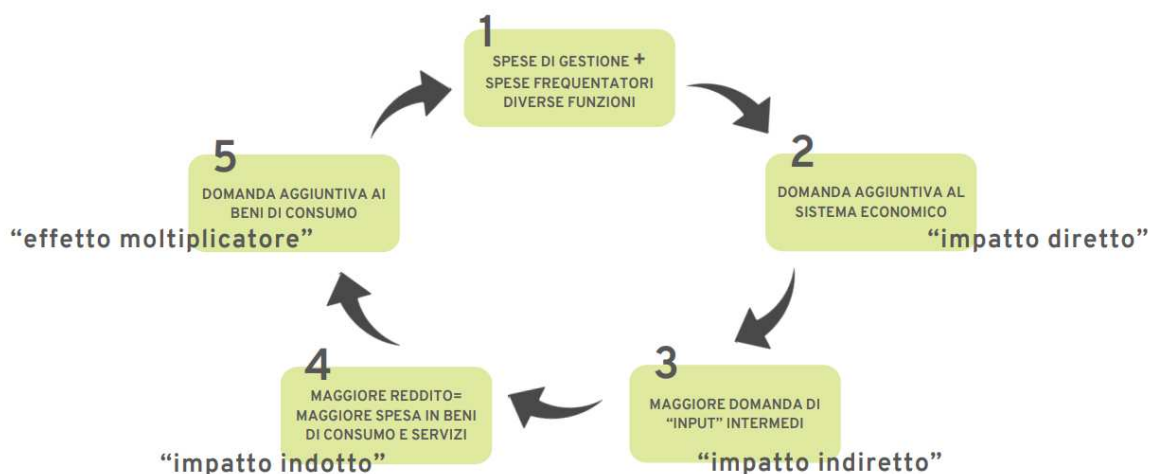 1
SPESE DI GESTIONE +
SPESE FREQUENTATORI
DIVERSE FUNZIONI
2
DOMANDA AGGIUNTIVA AL
SISTEMA ECONOMICO
“impatto diretto”
3
MAGGIORE DOMANDA DI
“INPUT” INTERMEDI
“impatto indiretto”
4
MAGGIORE REDDITO=
MAGGIORE SPESA IN BENI
DI CONSUMO E SERVIZI
“impatto indotto”
5
DOMANDA AGGIUNTIVA AI
BENI DI CONSUMO
“effetto moltiplicatore”